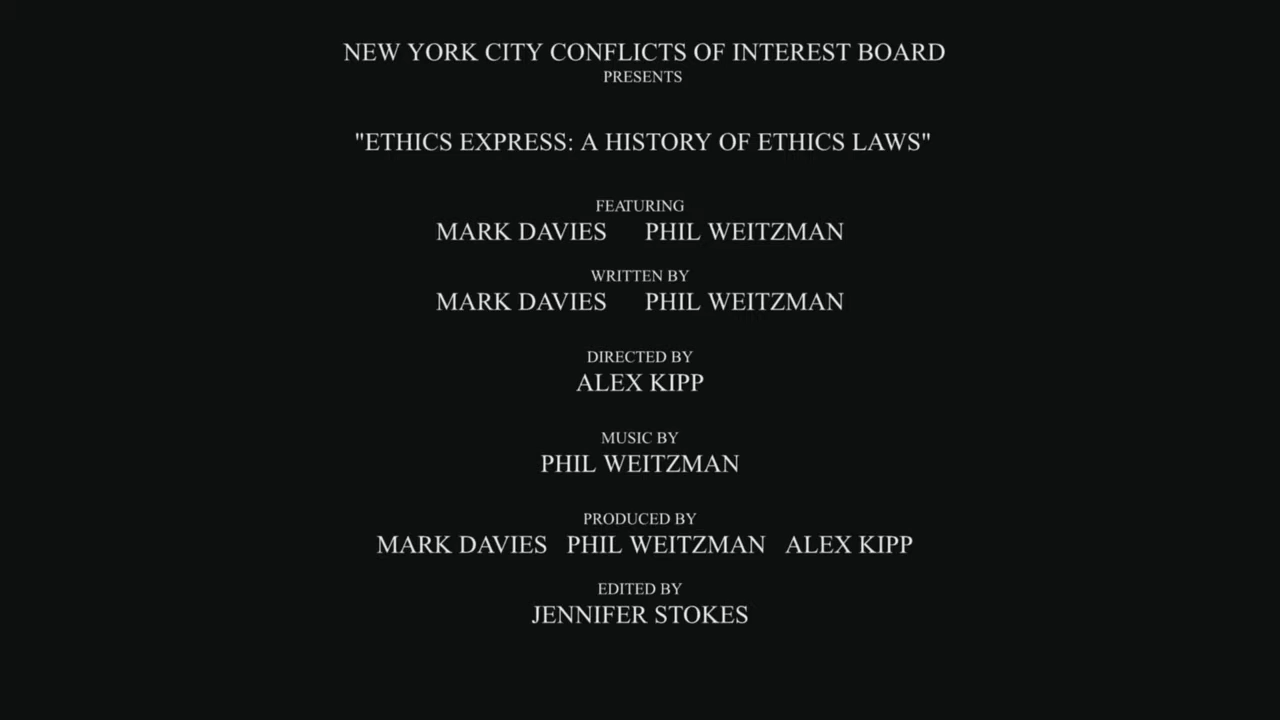 NEW YORK CITY CONFLICTS OF INTEREST BOARD
PRESENTS
"ETHICS EXPRESS: A HISTORY OF ETHICS LAWS"
FEATURING
MARK DAVIES PHIL WEITZMAN
WRITTEN BY
MARK DAVIES PHIL WEITZMAN
DIRECTED BY
ALEX KIPP
MUSIC BY
PHIL WEITZMAN
PRODUCED BY
MARK DAVIES PHIL WEITZMAN ALEX KIPP
EDITED BY
JENNIFER STOKES